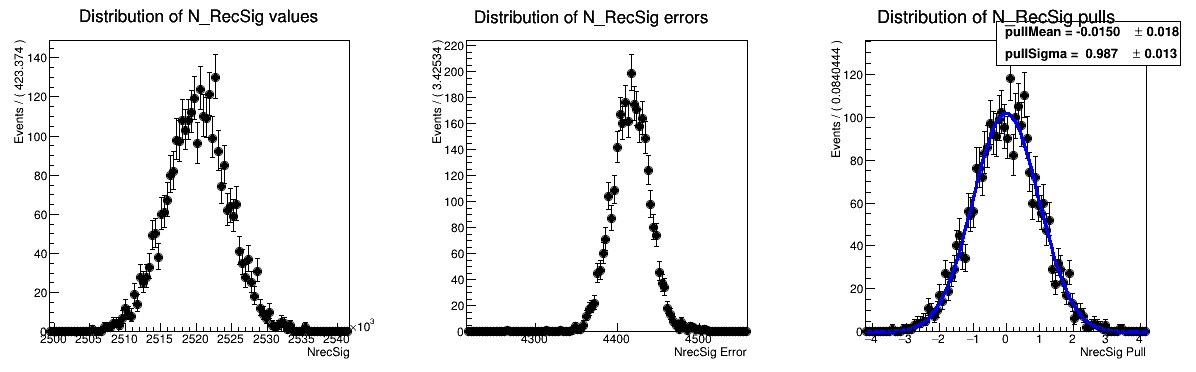 Distribution of N_RecSig values
Events / ( 423.374 )
140
120
100
80
60
40
20
0
2500 2505 2510 2515 2520 2525 2530 2535 2540
×10³
NrecSig
Distribution of N_RecSig errors
Events / ( 3.42534 )
220
200
180
160
140
120
100
80
60
40
20
0
4300 4400 4500
NrecSig Error
Distribution of N_RecSig pulls
pullMean = -0.0150 ± 0.018
pullSigma = 0.987 ± 0.013
Events / ( 0.0840444 )
120
100
80
60
40
20
0
−4 −3 −2 −1 0 1 2 3 4
NrecSig Pull